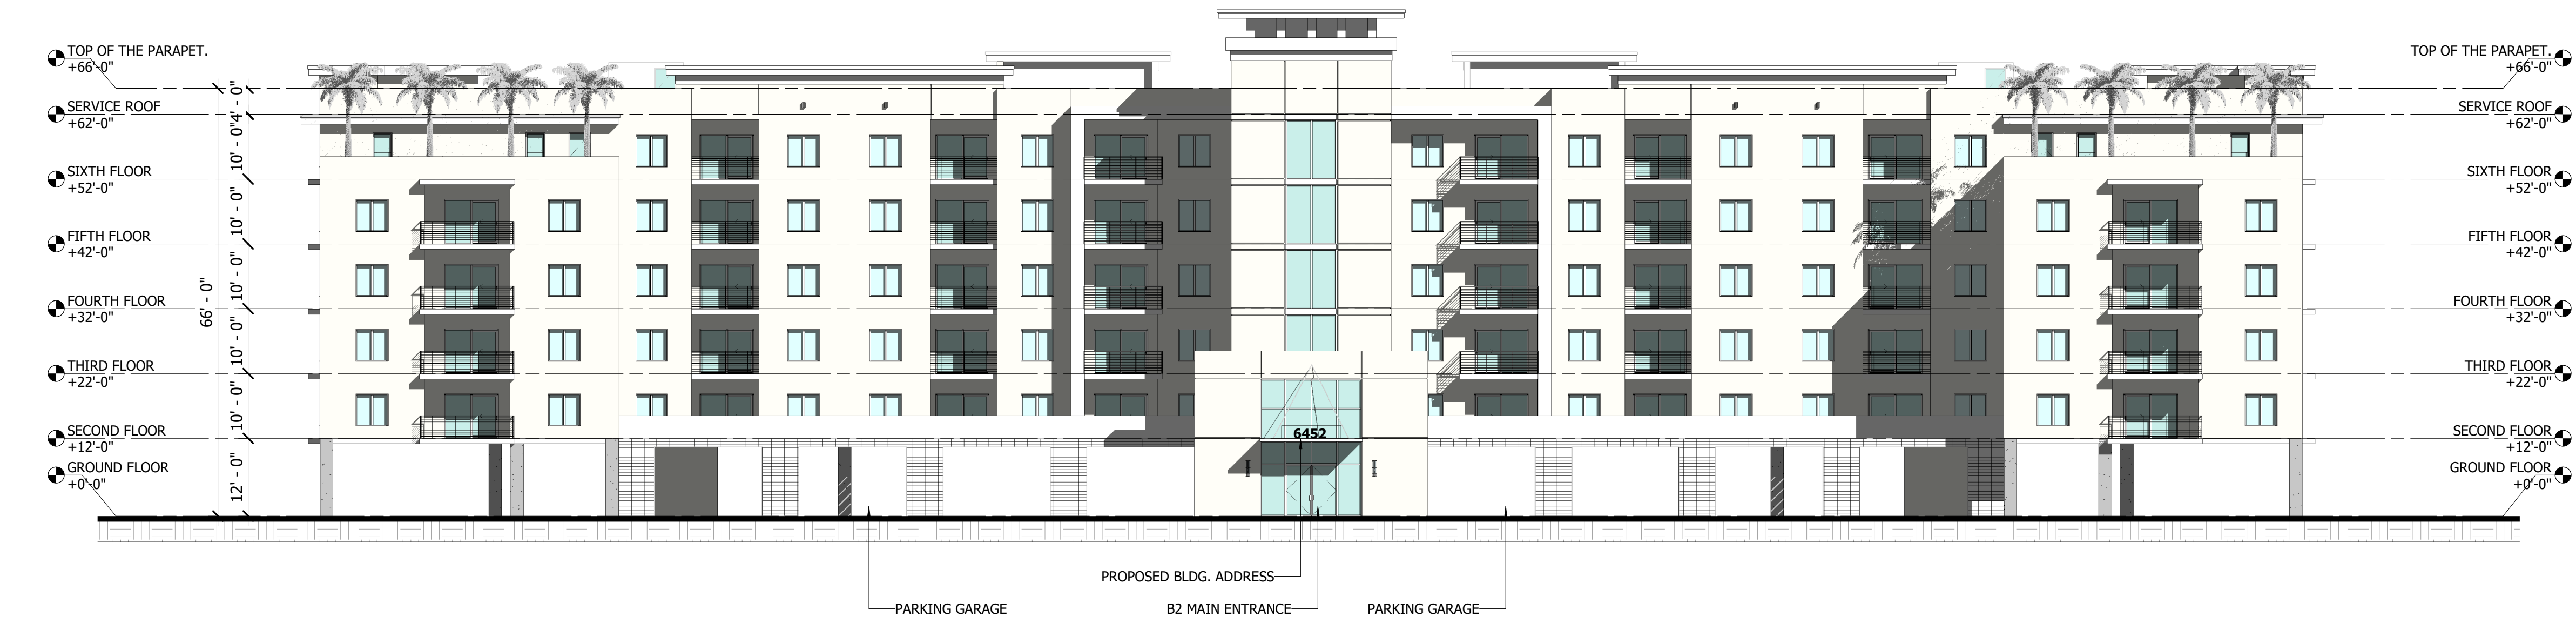 TOP OF THE PARAPET.
+66'-0"
SERVICE ROOF
+62'-0"
SIXTH FLOOR
+52'-0"
FIFTH FLOOR
+42'-0"
FOURTH FLOOR
+32'-0"
THIRD FLOOR
+22'-0"
SECOND FLOOR
+12'-0"
GROUND FLOOR
+0'-0"
66' - 0"
4' - 0"
10' - 0"
10' - 0"
10' - 0"
10' - 0"
10' - 0"
12' - 0"
6452
TOP OF THE PARAPET.
+66'-0"
SERVICE ROOF
+62'-0"
SIXTH FLOOR
+52'-0"
FIFTH FLOOR
+42'-0"
FOURTH FLOOR
+32'-0"
THIRD FLOOR
+22'-0"
SECOND FLOOR
+12'-0"
GROUND FLOOR
+0'-0"
PROPOSED BLDG. ADDRESS
PARKING GARAGE
B2 MAIN ENTRANCE
PARKING GARAGE